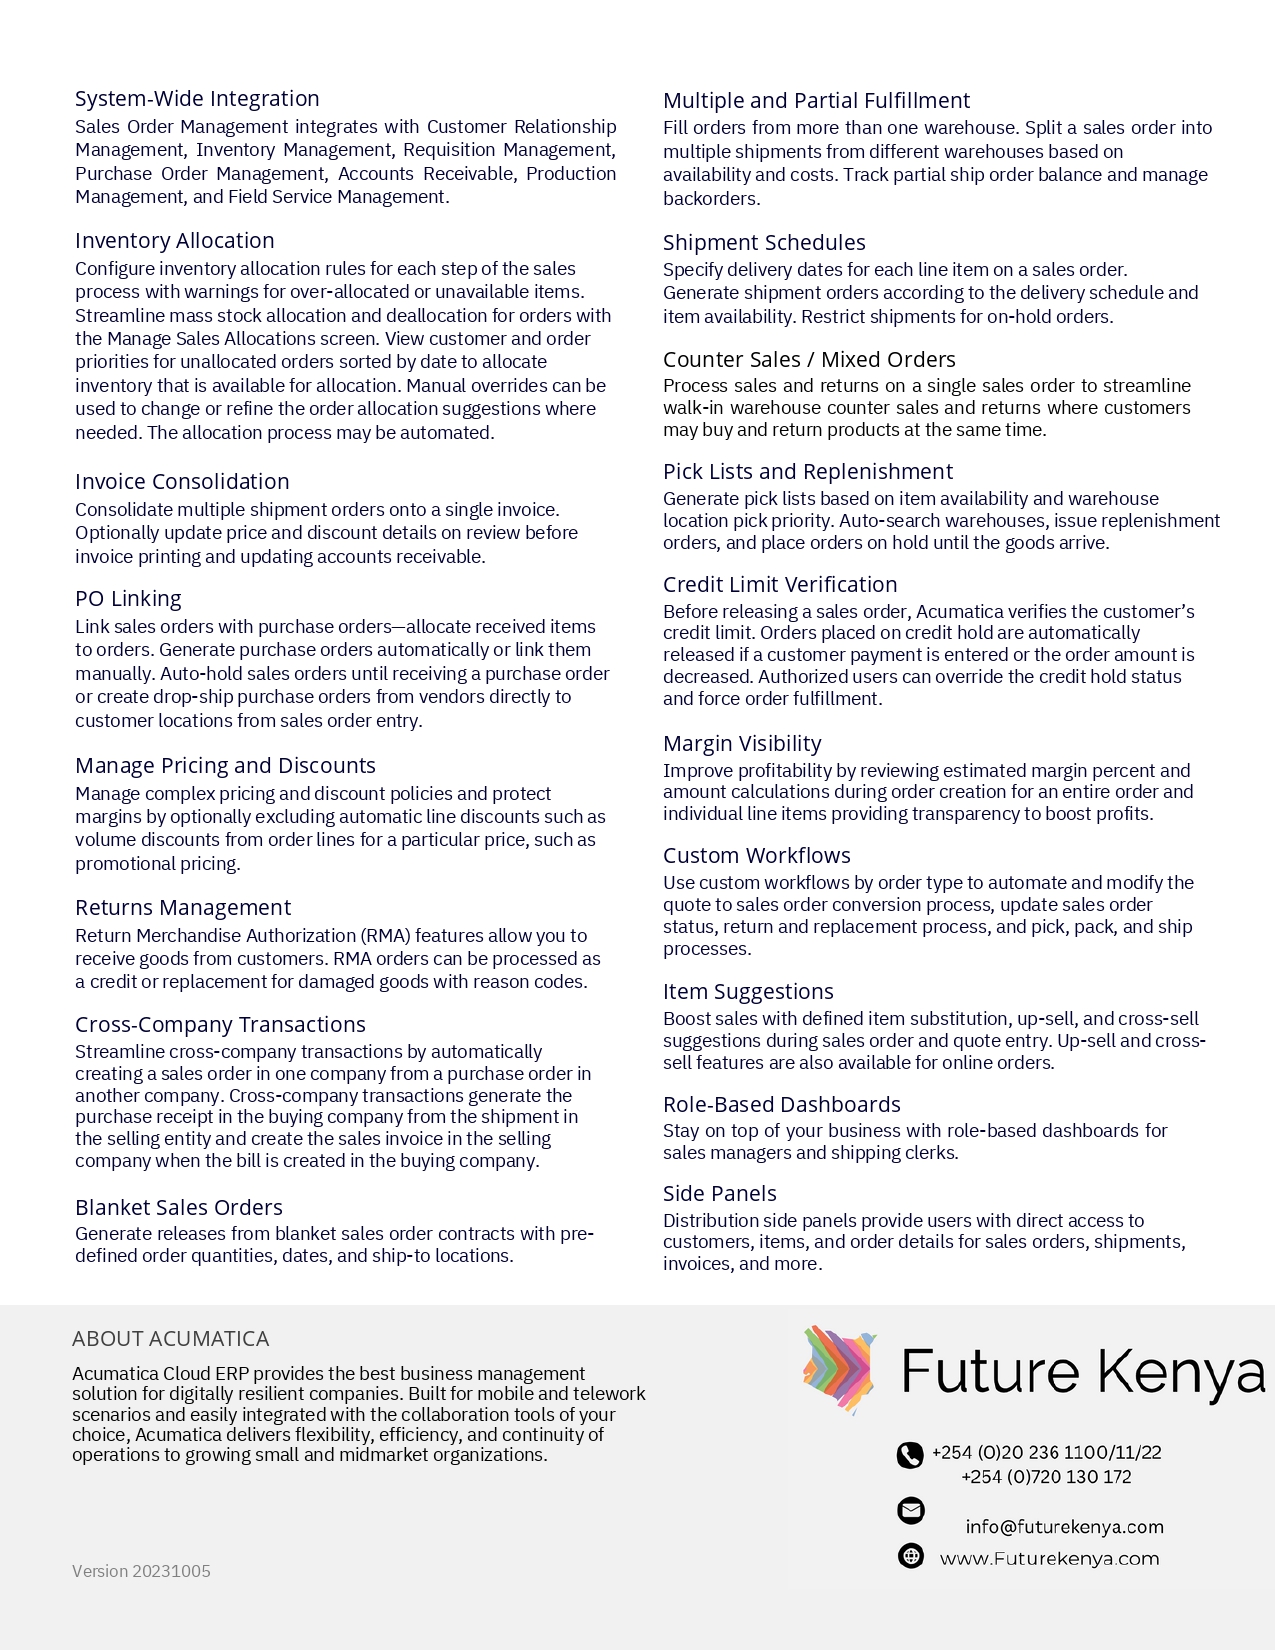 System-Wide Integration
Sales Order Management integrates with Customer Relationship
Management, Inventory Management, Requisition Management,
Purchase Order Management, Accounts Receivable, Production
Management, and Field Service Management.
Inventory Allocation
Configure inventory allocation rules for each step of the sales
process with warnings for over-allocated or unavailable items.
Streamline mass stock allocation and deallocation for orders with
the Manage Sales Allocations screen. View customer and order
priorities for unallocated orders sorted by date to allocate
inventory that is available for allocation. Manual overrides can be
used to change or refine the order allocation suggestions where
needed. The allocation process may be automated.
Invoice Consolidation
Consolidate multiple shipment orders onto a single invoice.
Optionally update price and discount details on review before
invoice printing and updating accounts receivable.
PO Linking
Link sales orders with purchase orders—allocate received items
to orders. Generate purchase orders automatically or link them
manually. Auto-hold sales orders until receiving a purchase order
or create drop-ship purchase orders from vendors directly to
customer locations from sales order entry.
Manage Pricing and Discounts
Manage complex pricing and discount policies and protect
margins by optionally excluding automatic line discounts such as
volume discounts from order lines for a particular price, such as
promotional pricing.
Returns Management
Return Merchandise Authorization (RMA) features allow you to
receive goods from customers. RMA orders can be processed as
a credit or replacement for damaged goods with reason codes.
Cross-Company Transactions
Streamline cross-company transactions by automatically
creating a sales order in one company from a purchase order in
another company. Cross-company transactions generate the
purchase receipt in the buying company from the shipment in
the selling entity and create the sales invoice in the selling
company when the bill is created in the buying company.
Blanket Sales Orders
Generate releases from blanket sales order contracts with pre-
defined order quantities, dates, and ship-to locations.
Multiple and Partial Fulfillment
Fill orders from more than one warehouse. Split a sales order into
multiple shipments from different warehouses based on
availability and costs. Track partial ship order balance and manage
backorders.
Shipment Schedules
Specify delivery dates for each line item on a sales order.
Generate shipment orders according to the delivery schedule and
item availability. Restrict shipments for on-hold orders.
Counter Sales / Mixed Orders
Process sales and returns on a single sales order to streamline
walk-in warehouse counter sales and returns where customers
may buy and return products at the same time.
Pick Lists and Replenishment
Generate pick lists based on item availability and warehouse
location pick priority. Auto-search warehouses, issue replenishment
orders, and place orders on hold until the goods arrive.
Credit Limit Verification
Before releasing a sales order, Acumatica verifies the customer’s
credit limit. Orders placed on credit hold are automatically
released if a customer payment is entered or the order amount is
decreased. Authorized users can override the credit hold status
and force order fulfillment.
Margin Visibility
Improve profitability by reviewing estimated margin percent and
amount calculations during order creation for an entire order and
individual line items providing transparency to boost profits.
Custom Workflows
Use custom workflows by order type to automate and modify the
quote to sales order conversion process, update sales order
status, return and replacement process, and pick, pack, and ship
processes.
Item Suggestions
Boost sales with defined item substitution, up-sell, and cross-sell
suggestions during sales order and quote entry. Up-sell and cross-
sell features are also available for online orders.
Role-Based Dashboards
Stay on top of your business with role-based dashboards for
sales managers and shipping clerks.
Side Panels
Distribution side panels provide users with direct access to
customers, items, and order details for sales orders, shipments,
invoices, and more.
ABOUT ACUMATICA
Acumatica Cloud ERP provides the best business management
solution for digitally resilient companies. Built for mobile and telework
scenarios and easily integrated with the collaboration tools of your
choice, Acumatica delivers flexibility, efficiency, and continuity of
operations to growing small and midmarket organizations.
Version 20231005
Future Kenya
+254 (0)20 236 1100/11/22
+254 (0)720 130 172
info@futurekenya.com
www.Futurekenya.com